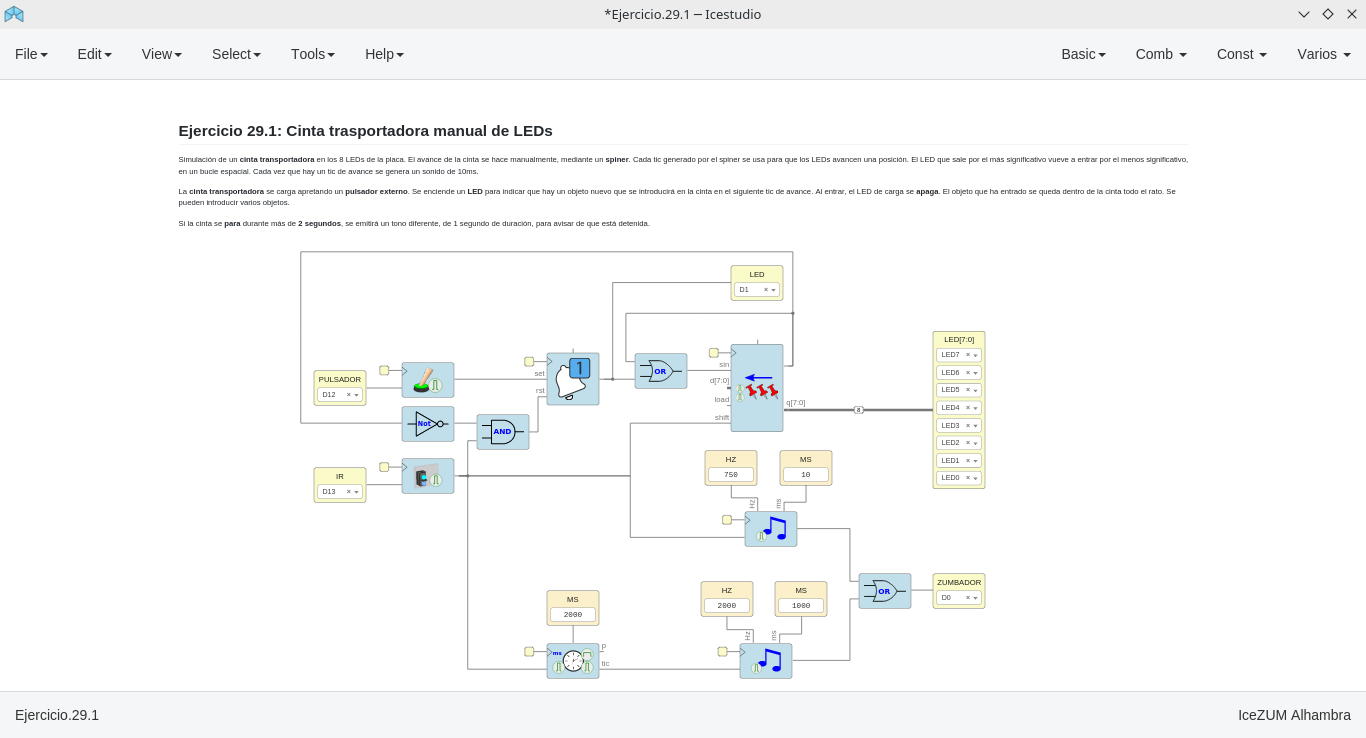 *Ejercicio.29.1 ─ Icestudio
File Edit View Select Tools Help Basic Comb Const Varios
Ejercicio 29.1: Cinta trasportadora manual de LEDs
Simulación de un cinta transportadora en los 8 LEDs de la placa. El avance de la cinta se hace manualmente, mediante un spiner. Cada tic generado por el spiner se usa para que los LEDs avancen una posición. El LED que sale por el más significativo vueve a entrar por el menos significativo,
en un bucle espacial. Cada vez que hay un tic de avance se genera un sonido de 10ms.
La cinta transportadora se carga apretando un pulsador externo. Se enciende un LED para indicar que hay un objeto nuevo que se introducirá en la cinta en el siguiente tic de avance. Al entrar, el LED de carga se apaga. El objeto que ha entrado se queda dentro de la cinta todo el rato. Se
pueden introducir varios objetos.
Si la cinta se para durante más de 2 segundos, se emitirá un tono diferente, de 1 segundo de duración, para avisar de que está detenida.
LED
D1
LED[7:0]
LED7
LED6
LED5
LED4
LED3
LED2
LED1
LED0
PULSADOR
D12
set
rst
1
OR
sin
d[7:0]
load
shift
q[7:0]
8
Not
AND
IR
D13
HZ
750
MS
10
Hz
ms
MS
2000
ms
p
tic
HZ
2000
MS
1000
Hz
ms
OR
ZUMBADOR
D0
Ejercicio.29.1
IceZUM Alhambra